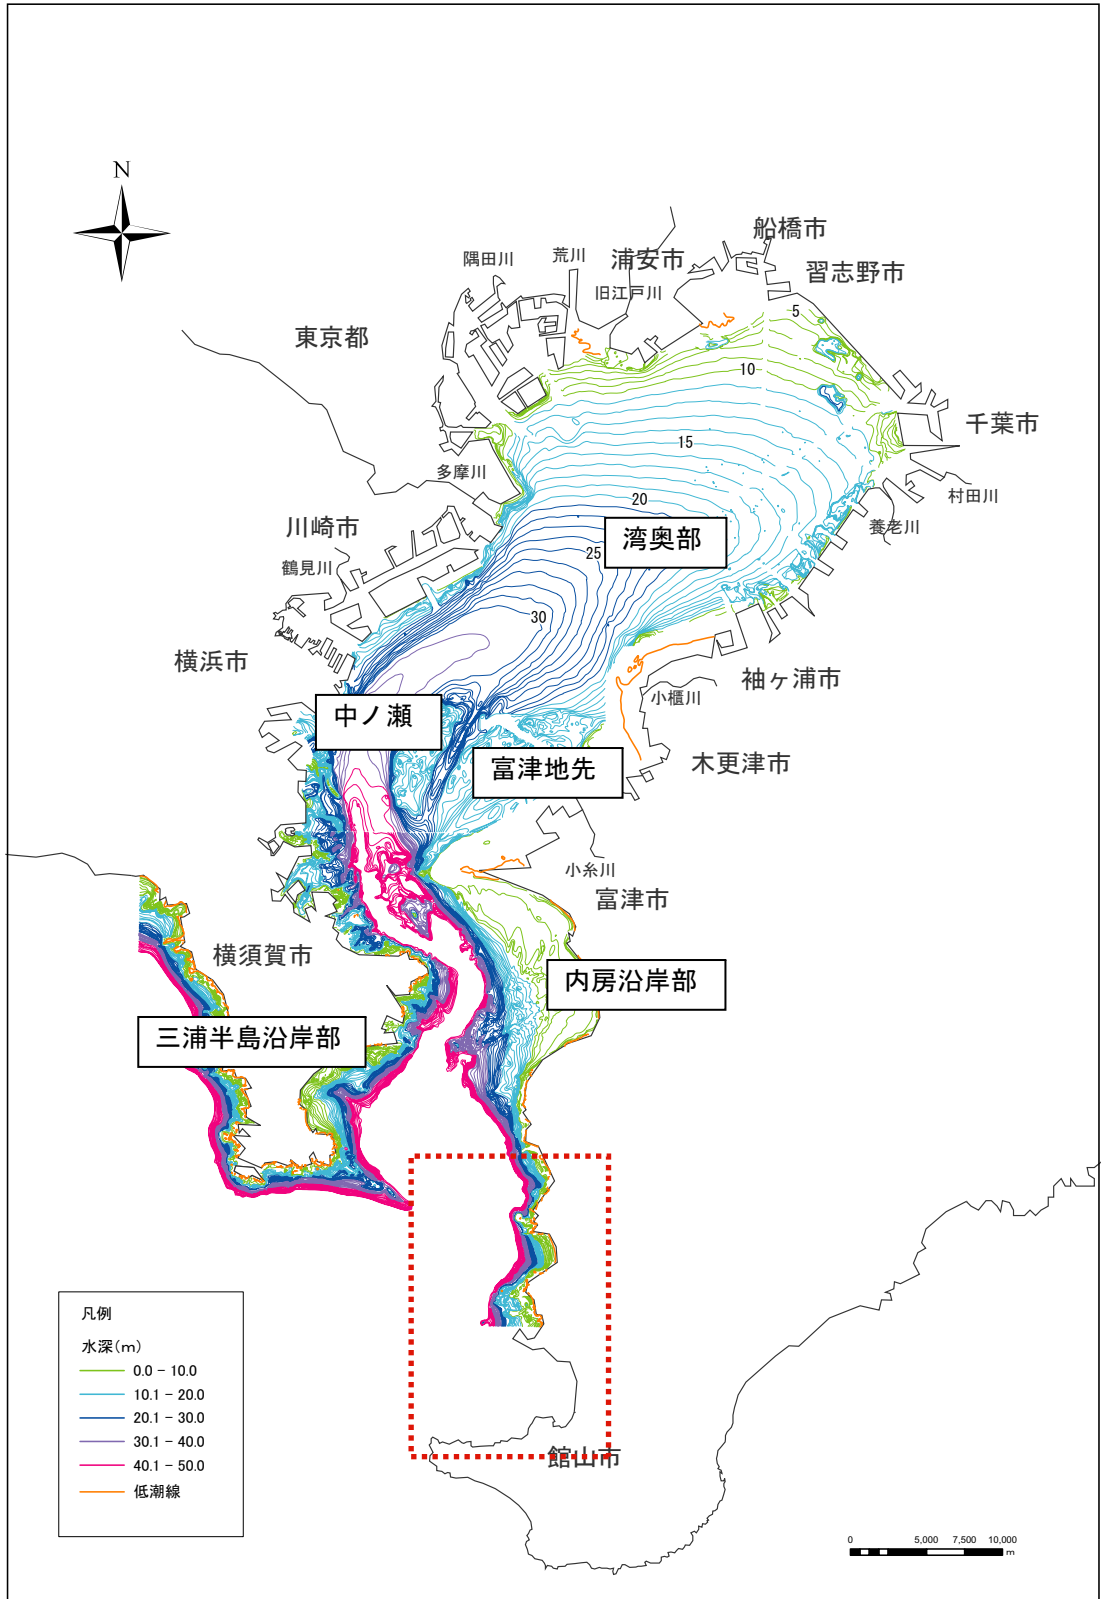 N
船橋市
隅田川
荒川
浦安市
習志野市
旧江戸川
5
東京都
10
千葉市
15
多摩川
村田川
20
川崎市
湾奥部
養老川
25
鶴見川
30
横浜市
袖ヶ浦市
小櫃川
中ノ瀬
富津地先
木更津市
小糸川
富津市
横須賀市
内房沿岸部
三浦半島沿岸部
凡例
水深(m)
0.0 - 10.0
10.1 - 20.0
20.1 - 30.0
30.1 - 40.0
40.1 - 50.0
低潮線
館山市
0 5,000 7,500 10,000
m